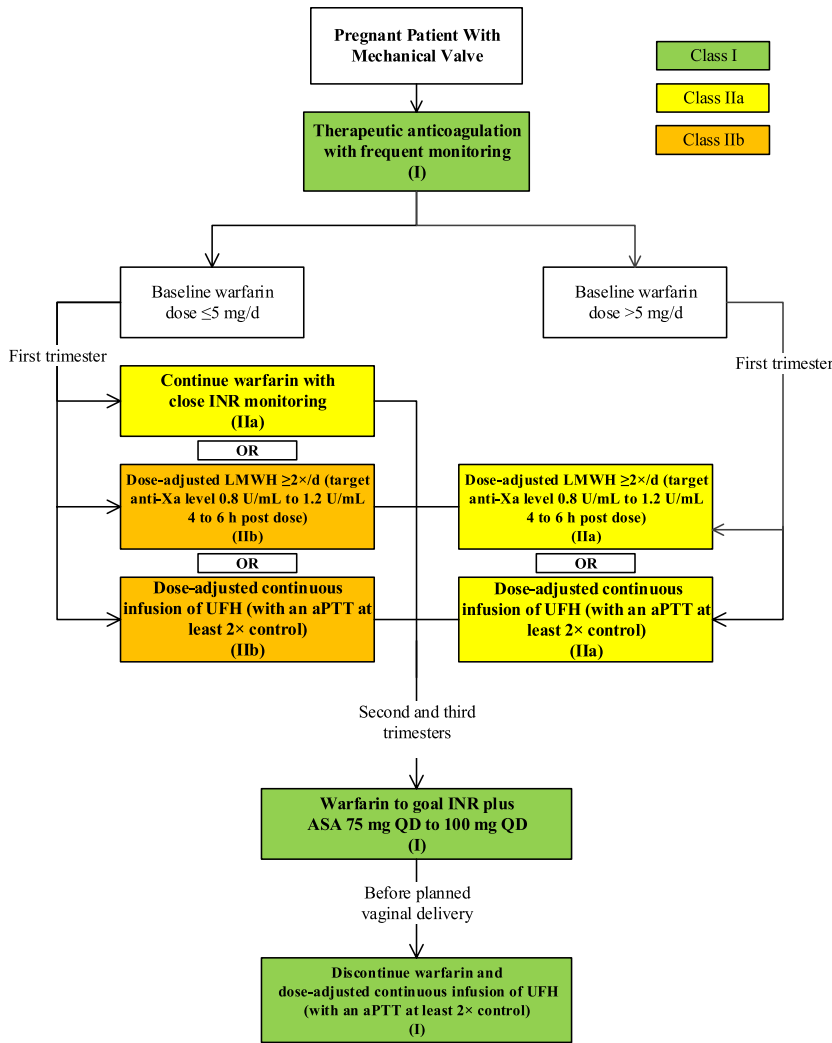 Pregnant Patient With
Mechanical Valve
Class I
Class IIa
Class IIb
Therapeutic anticoagulation
with frequent monitoring
(I)
Baseline warfarin
dose ≤5 mg/d
Baseline warfarin
dose >5 mg/d
First trimester
First trimester
Continue warfarin with
close INR monitoring
(IIa)
OR
Dose-adjusted LMWH ≥2×/d (target
anti-Xa level 0.8 U/mL to 1.2 U/mL
4 to 6 h post dose)
(IIb)
Dose-adjusted LMWH ≥2×/d (target
anti-Xa level 0.8 U/mL to 1.2 U/mL
4 to 6 h post dose)
(IIa)
OR
OR
Dose-adjusted continuous
infusion of UFH (with an aPTT at
least 2× control)
(IIb)
Dose-adjusted continuous
infusion of UFH (with an aPTT at
least 2× control)
(IIa)
Second and third
trimesters
Warfarin to goal INR plus
ASA 75 mg QD to 100 mg QD
(I)
Before planned
vaginal delivery
Discontinue warfarin and
dose-adjusted continuous infusion of UFH
(with an aPTT at least 2× control)
(I)